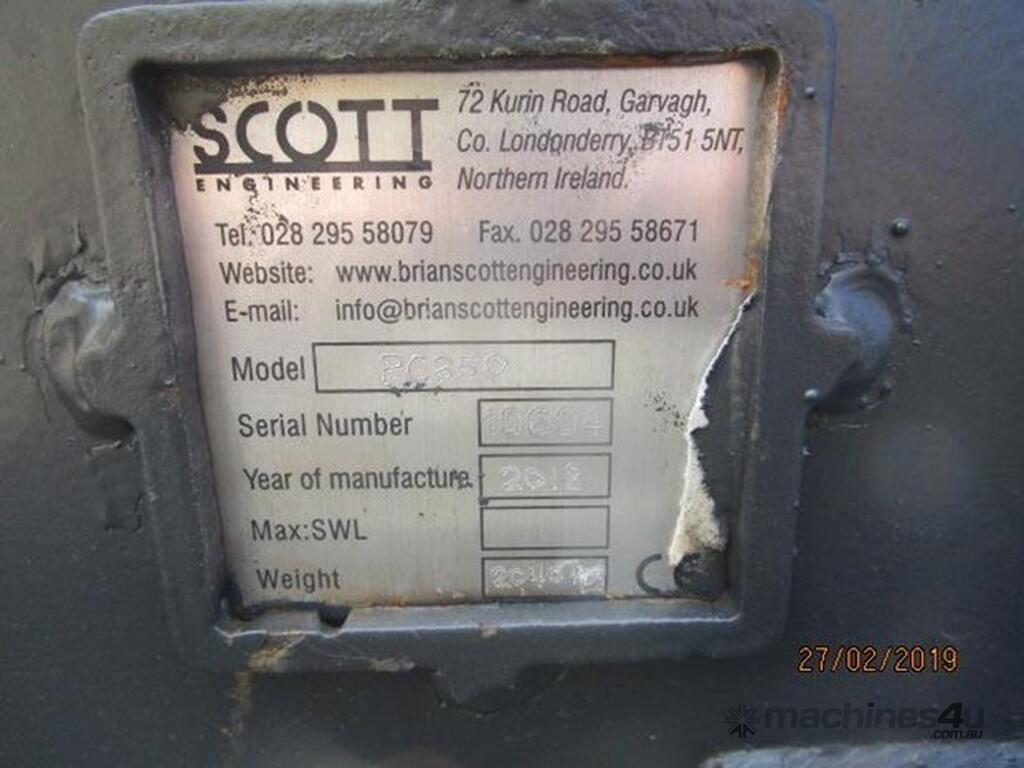 SCOTT
ENGINEERING
72 Kurin Road, Garvagh,
Co. Londonderry, BT51 5NT,
Northern Ireland.
Tel. 028 295 58079 Fax. 028 295 58671
Website: www.brianscottengineering.co.uk
E-mail: info@brianscottengineering.co.uk
Model
Serial Number 10604
Year of manufacture 2012
Max:SWL
Weight
CE
27/02/2019
machines4u
.com.au